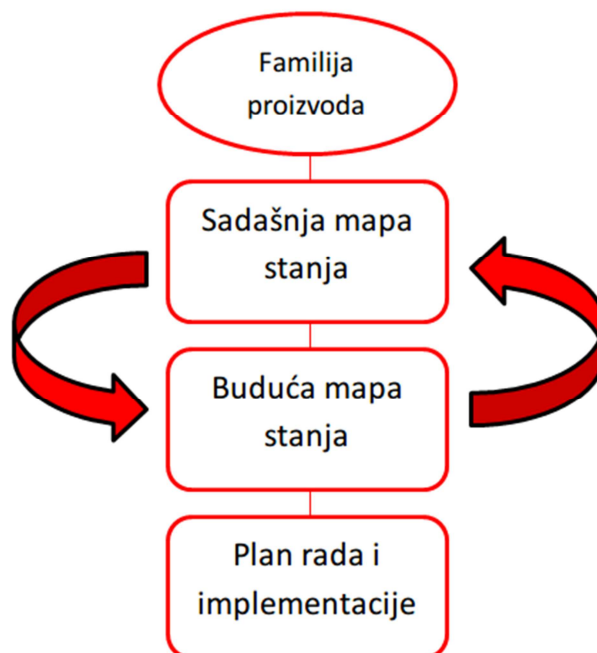 Familija
proizvoda
Sadašnja mapa
stanja
Buduća mapa
stanja
Plan rada i
implementacije